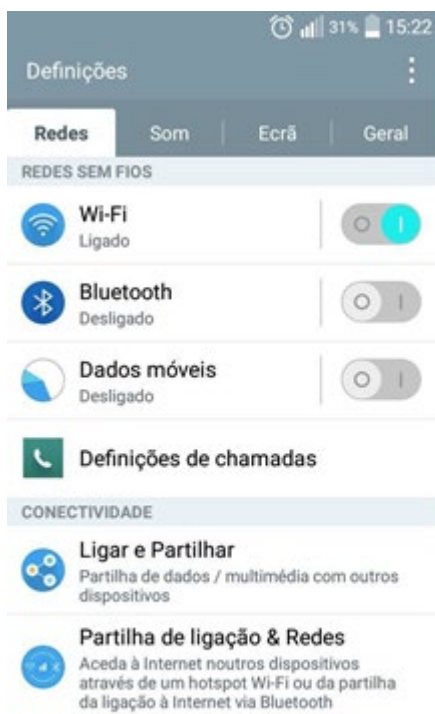 31% 15:22
Definições
Redes Som Ecrã Geral
REDES SEM FIOS
Wi-Fi
Ligado
Bluetooth
Desligado
Dados móveis
Desligado
Definições de chamadas
CONECTIVIDADE
Ligar e Partilhar
Partilha de dados / multimédia com outros
dispositivos
Partilha de ligação & Redes
Aceda à Internet noutros dispositivos
através de um hotspot Wi-Fi ou da partilha
da ligação à Internet via Bluetooth